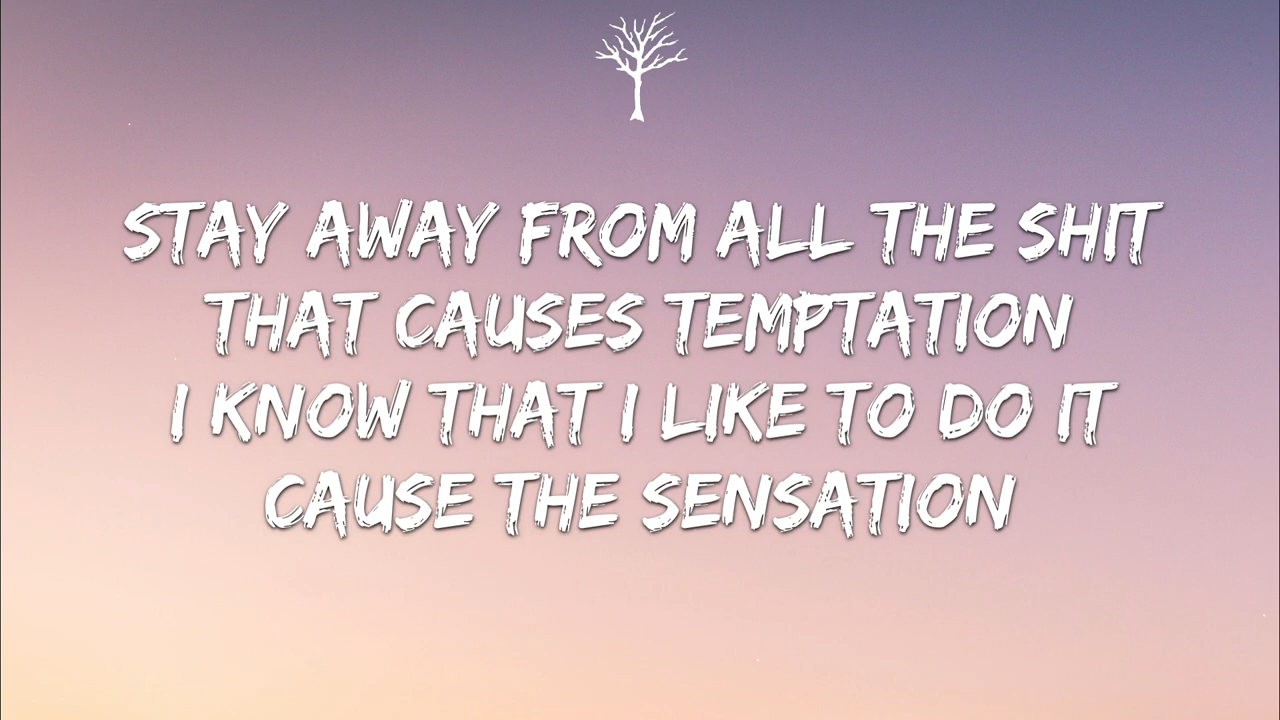 STAY AWAY FROM ALL THE SHIT
THAT CAUSES TEMPTATION
I KNOW THAT I LIKE TO DO IT
CAUSE THE SENSATION